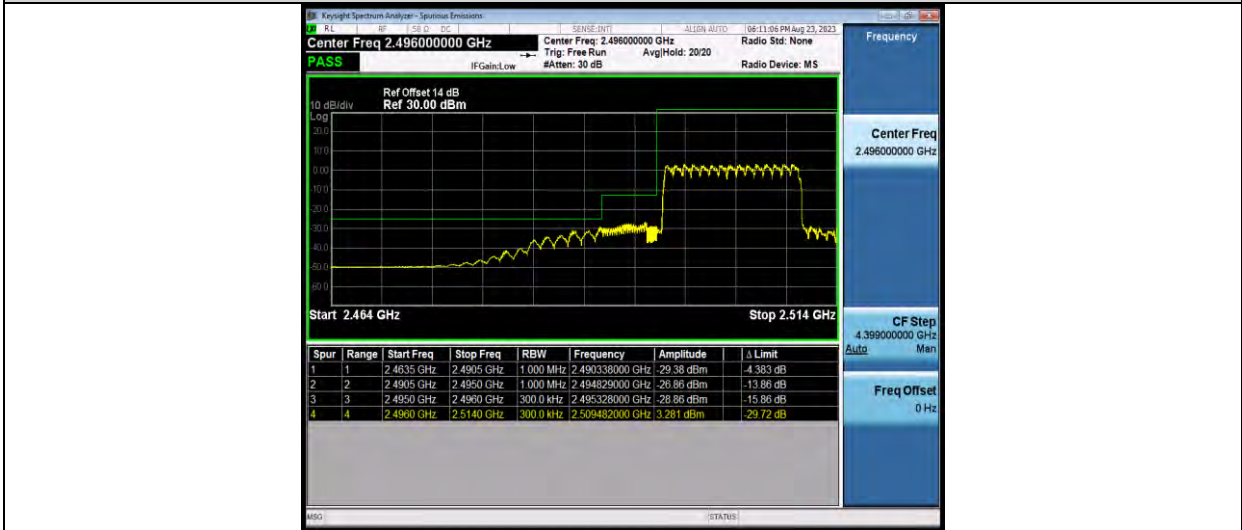 Keysight Spectrum Analyzer - Spurious Emissions
RL RF 50 Ω DC SENSE:INT ALIGN AUTO 06:11:06 PM Aug 23, 2023
Center Freq 2.496000000 GHz Center Freq: 2.496000000 GHz Radio Std: None Frequency
Trig: Free Run Avg|Hold: 20/20
PASS IFGain:Low #Atten: 30 dB Radio Device: MS
Ref Offset 14 dB
10 dB/div Ref 30.00 dBm
Log
20.0
10.0
0.00
-10.0
-20.0
-30.0
-40.0
-50.0
-60.0
Start 2.464 GHz Stop 2.514 GHz
Center Freq
2.496000000 GHz
CF Step
4.399000000 GHz
Auto Man
Freq Offset
0 Hz
Spur Range Start Freq Stop Freq RBW Frequency Amplitude Δ Limit
1 1 2.4635 GHz 2.4905 GHz 1.000 MHz 2.490338000 GHz -29.38 dBm -4.383 dB
2 2 2.4905 GHz 2.4950 GHz 1.000 MHz 2.494829000 GHz -26.86 dBm -13.86 dB
3 3 2.4950 GHz 2.4960 GHz 300.0 kHz 2.495328000 GHz -28.86 dBm -15.86 dB
4 4 2.4960 GHz 2.5140 GHz 300.0 kHz 2.509482000 GHz 3.281 dBm -29.72 dB
MSG STATUS